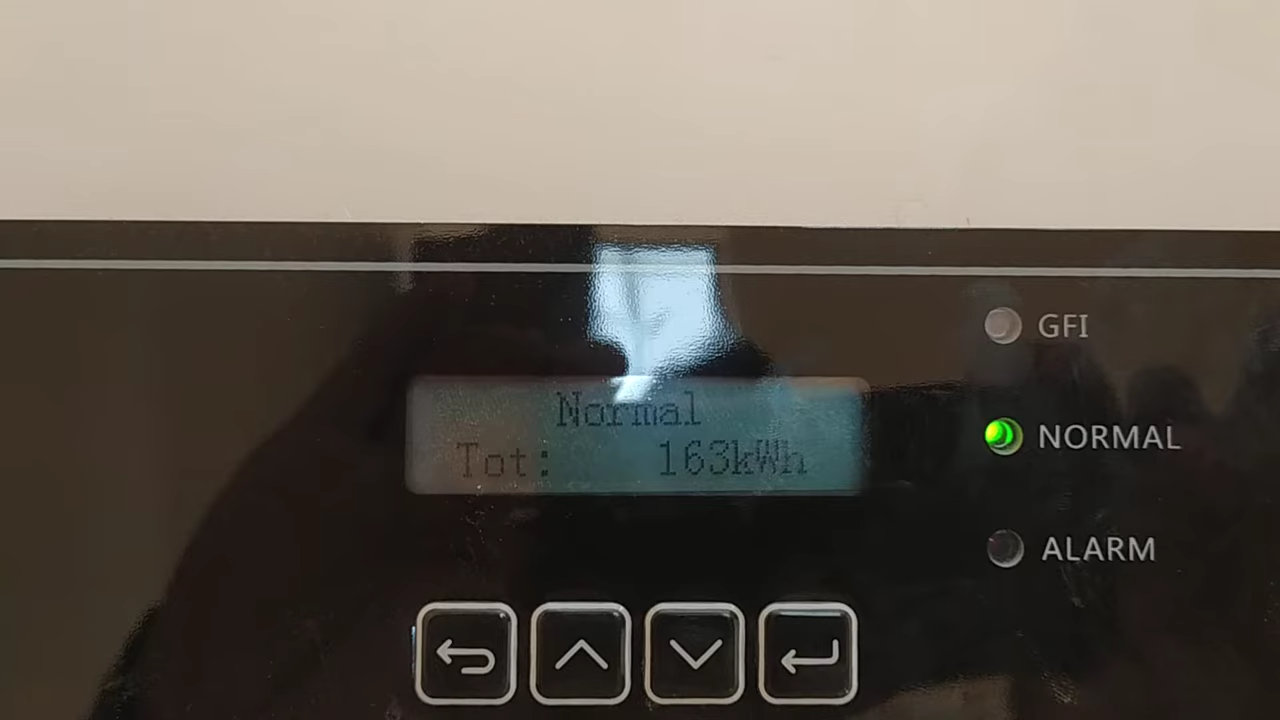 GFI
Normal
NORMAL
Tot: 163kWh
ALARM